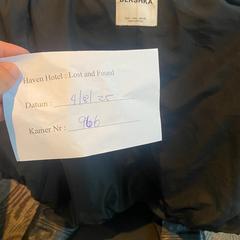 BERSHKA
Haven Hotel : Lost and Found
Datum : 4/8/25
Kamer Nr : 966